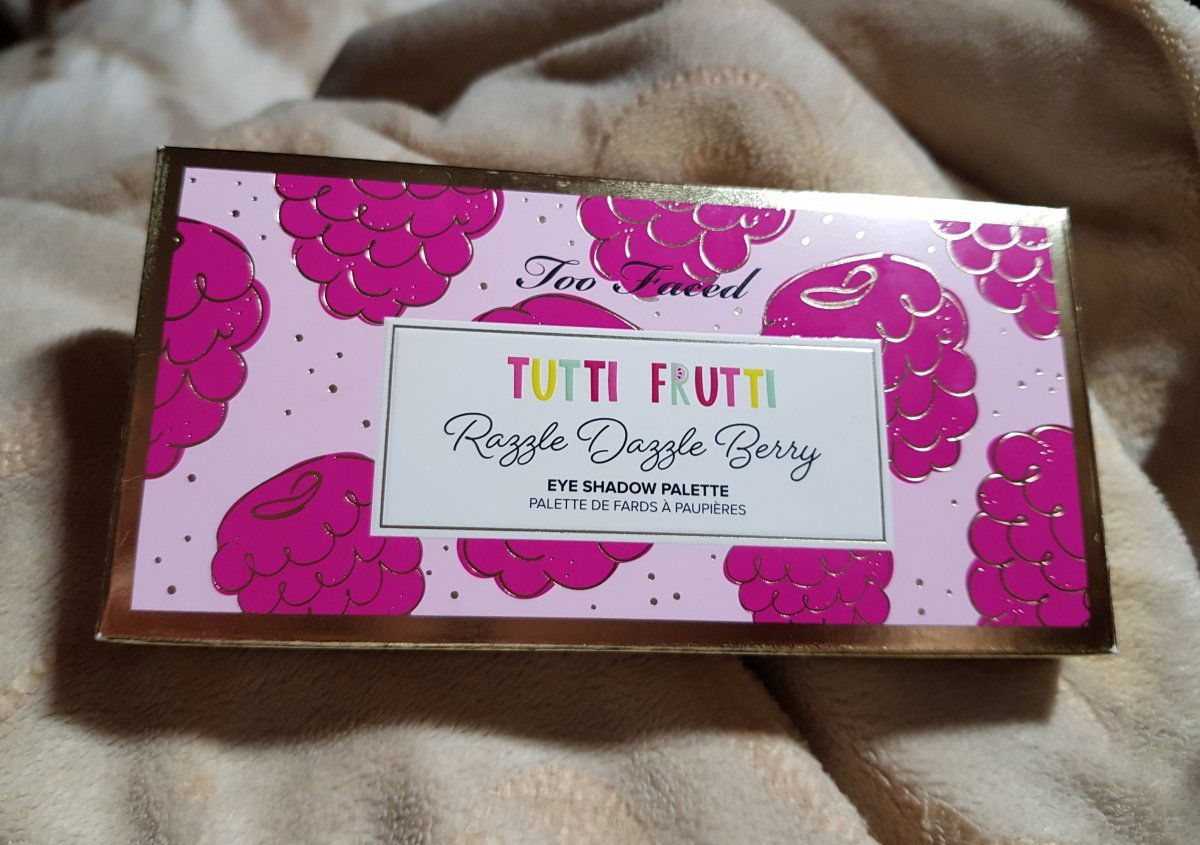 Too Faced
TUTTI FRUTTI
Razzle Dazzle Berry
EYE SHADOW PALETTE
PALETTE DE FARDS À PAUPIÈRES